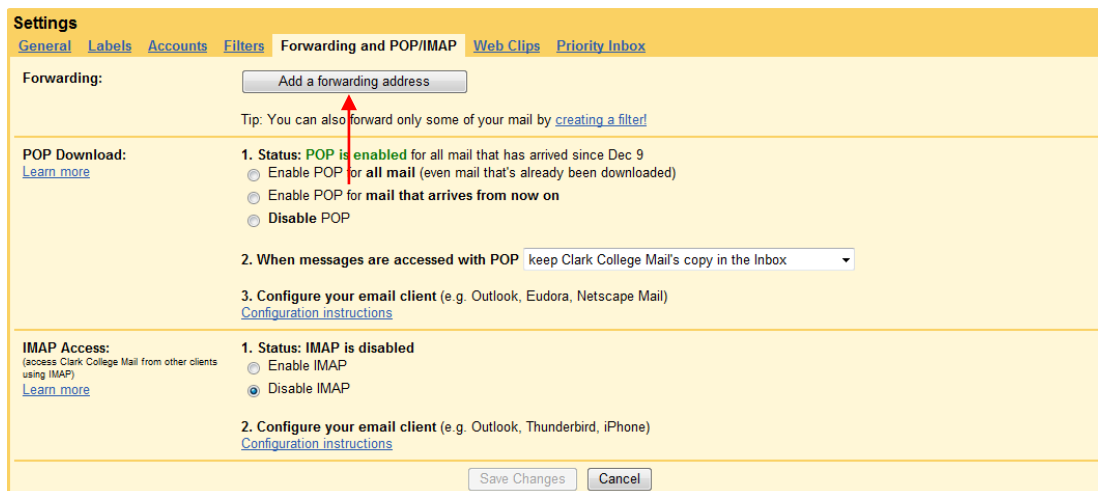 Settings
General Labels Accounts Filters Forwarding and POP/IMAP Web Clips Priority Inbox
Forwarding:
Add a forwarding address
Tip: You can also forward only some of your mail by creating a filter!
POP Download:
Learn more
1. Status: POP is enabled for all mail that has arrived since Dec 9
Enable POP for all mail (even mail that's already been downloaded)
Enable POP for mail that arrives from now on
Disable POP
2. When messages are accessed with POP keep Clark College Mail's copy in the Inbox
3. Configure your email client (e.g. Outlook, Eudora, Netscape Mail)
Configuration instructions
IMAP Access:
(access Clark College Mail from other clients
using IMAP)
Learn more
1. Status: IMAP is disabled
Enable IMAP
Disable IMAP
2. Configure your email client (e.g. Outlook, Thunderbird, iPhone)
Configuration instructions
Save Changes Cancel